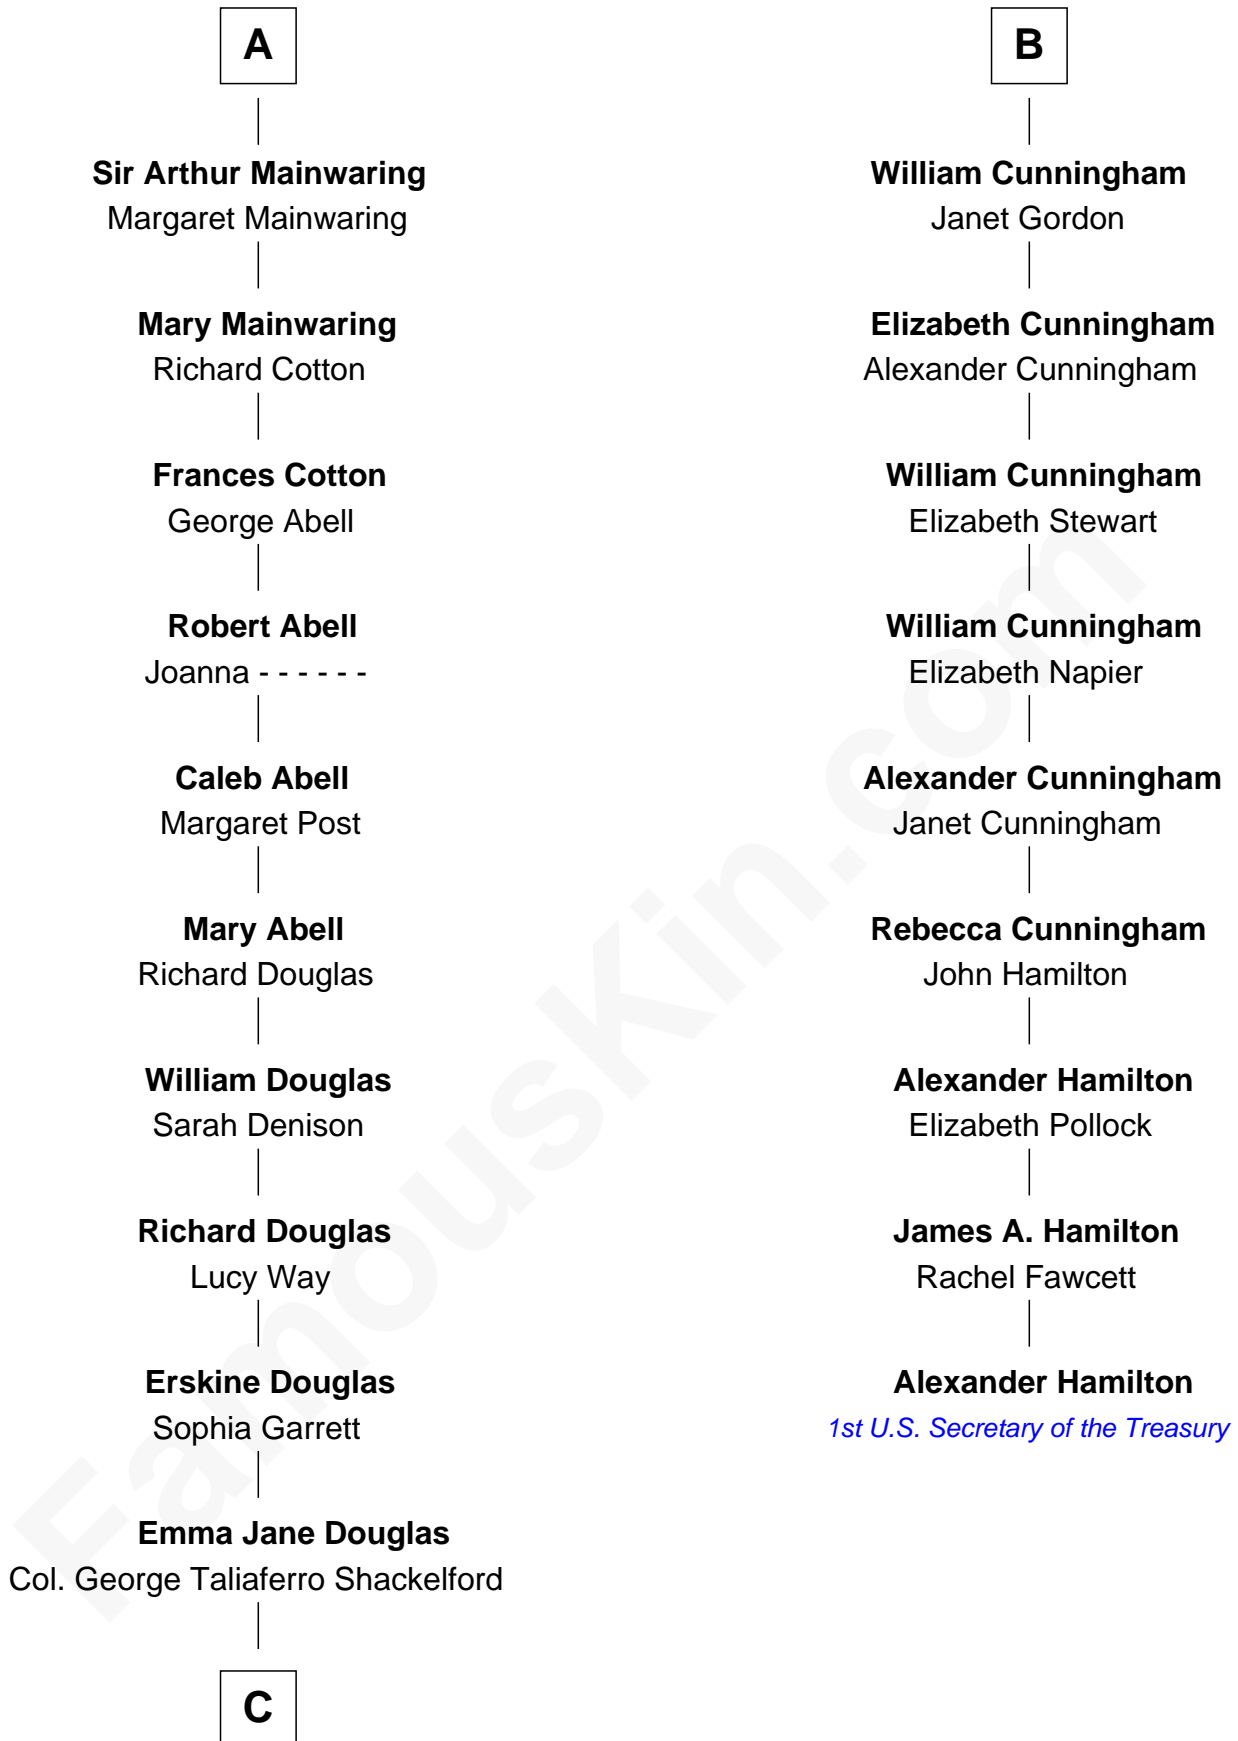 A
Sir Arthur Mainwaring
Margaret Mainwaring
Mary Mainwaring
Richard Cotton
Frances Cotton
George Abell
Robert Abell
Joanna - - - - - -
Caleb Abell
Margaret Post
Mary Abell
Richard Douglas
William Douglas
Sarah Denison
Richard Douglas
Lucy Way
Erskine Douglas
Sophia Garrett
Emma Jane Douglas
Col. George Taliaferro Shackelford
C
B
William Cunningham
Janet Gordon
Elizabeth Cunningham
Alexander Cunningham
William Cunningham
Elizabeth Stewart
William Cunningham
Elizabeth Napier
Alexander Cunningham
Janet Cunningham
Rebecca Cunningham
John Hamilton
Alexander Hamilton
Elizabeth Pollock
James A. Hamilton
Rachel Fawcett
Alexander Hamilton
1st U.S. Secretary of the Treasury
FamousKin.com